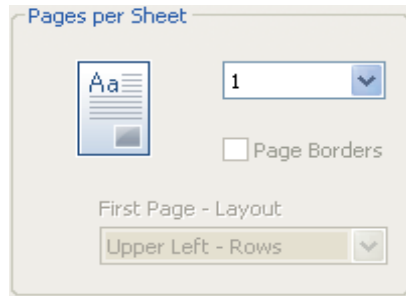 Pages per Sheet
Aa
1
Page Borders
First Page - Layout
Upper Left - Rows